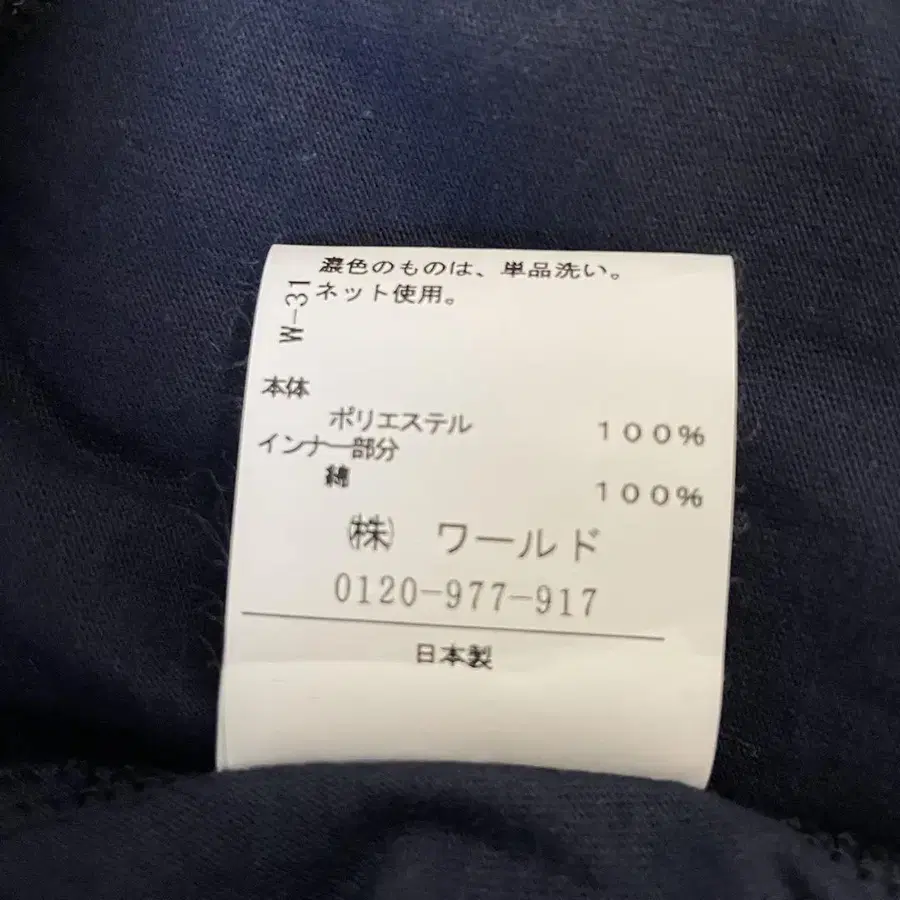 濃色のものは、単品洗い。
ネット使用。
W-31
本体
ポリエステル 100%
インナー部分
綿 100%
㈱ ワールド
0120-977-917
日本製